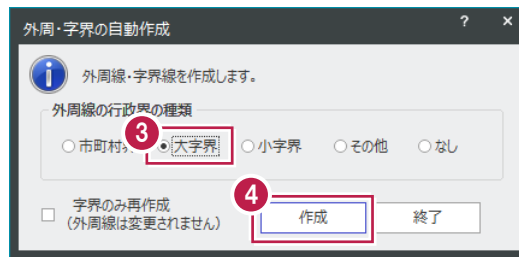 外周・字界の自動作成 ? ×
外周線・字界線を作成します。
外周線の行政界の種類
3
市町村界 大字界 小字界 その他 なし
4
字界のみ再作成
(外周線は変更されません)
作成 終了